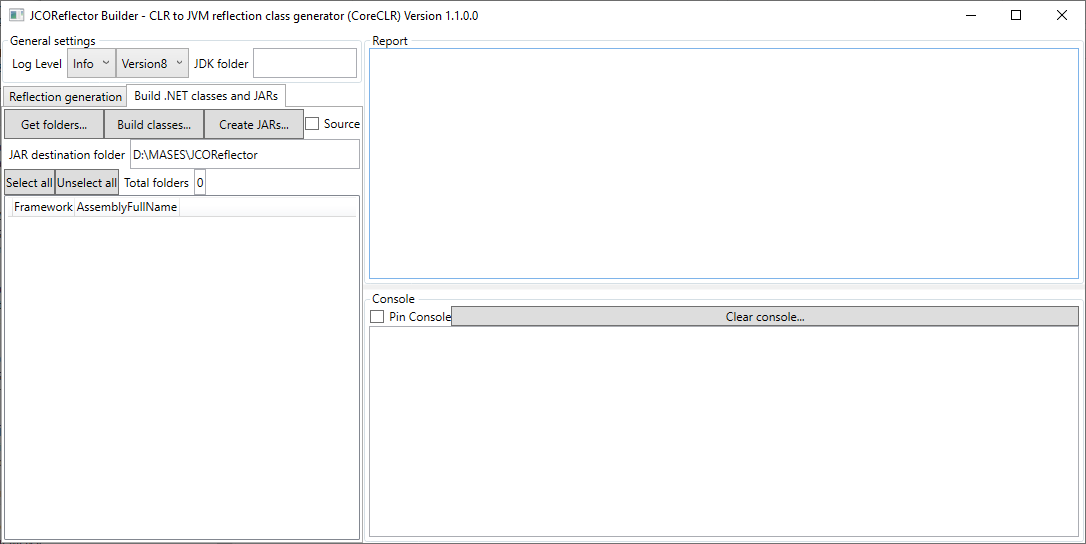 JCOReflector Builder - CLR to JVM reflection class generator (CoreCLR) Version 1.1.0.0
General settings
Log Level Info Version8 JDK folder
Reflection generation Build .NET classes and JARs
Get folders... Build classes... Create JARs... Source
JAR destination folder D:\MASES\JCOReflector
Select all Unselect all Total folders 0
Framework AssemblyFullName
Report
Console
Pin Console Clear console...